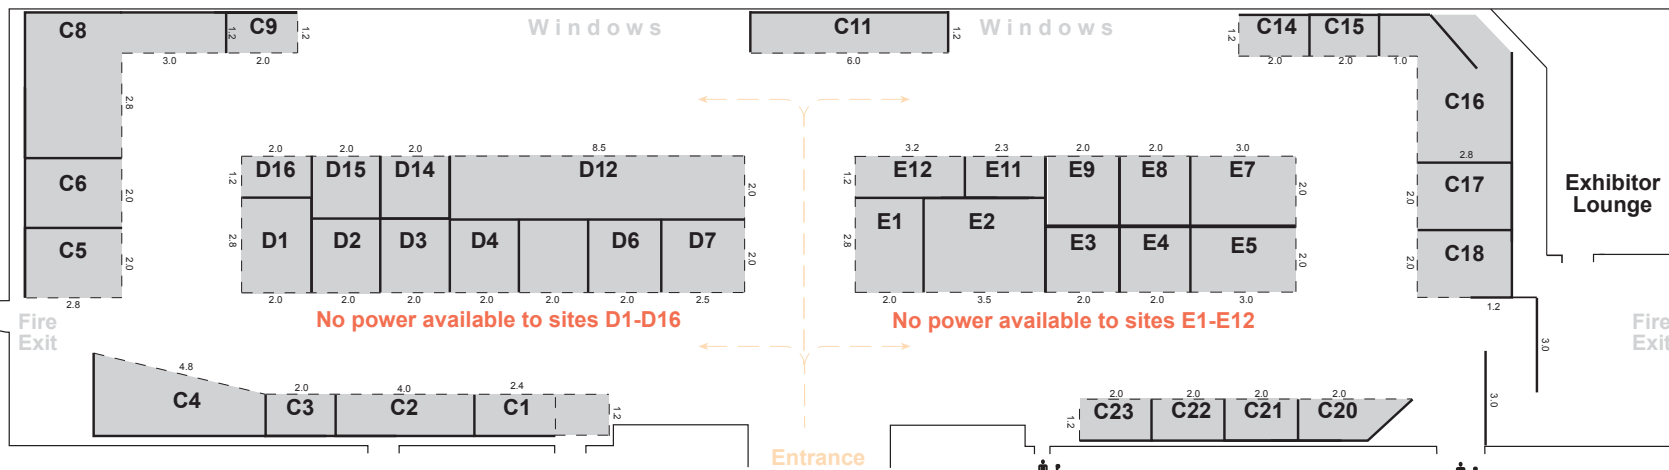 C8
C9
1.2
1.2
3.0
2.0
Windows
C11
1.2
6.0
Windows
1.2
C14
C15
2.0
2.0
1.0
C16
2.8
2.8
C6
2.0
C5
2.0
2.8
2.0
2.0
2.0
8.5
1.2
D16
D15
D14
D12
2.0
2.8
D1
D2
D3
D4
D6
D7
2.0
2.0
2.0
2.0
2.0
2.0
2.0
2.5
No power available to sites D1-D16
3.2
2.3
2.0
2.0
3.0
1.2
E12
E11
E9
E8
E7
2.0
2.8
E1
E2
E3
E4
E5
2.0
2.0
3.5
2.0
2.0
3.0
No power available to sites E1-E12
C17
2.0
C18
2.0
1.2
Exhibitor
Lounge
Fire
Exit
Fire
Exit
3.0
3.0
4.8
C4
2.0
C3
4.0
C2
2.4
C1
1.2
Entrance
2.0
2.0
2.0
2.0
1.2
C23
C22
C21
C20